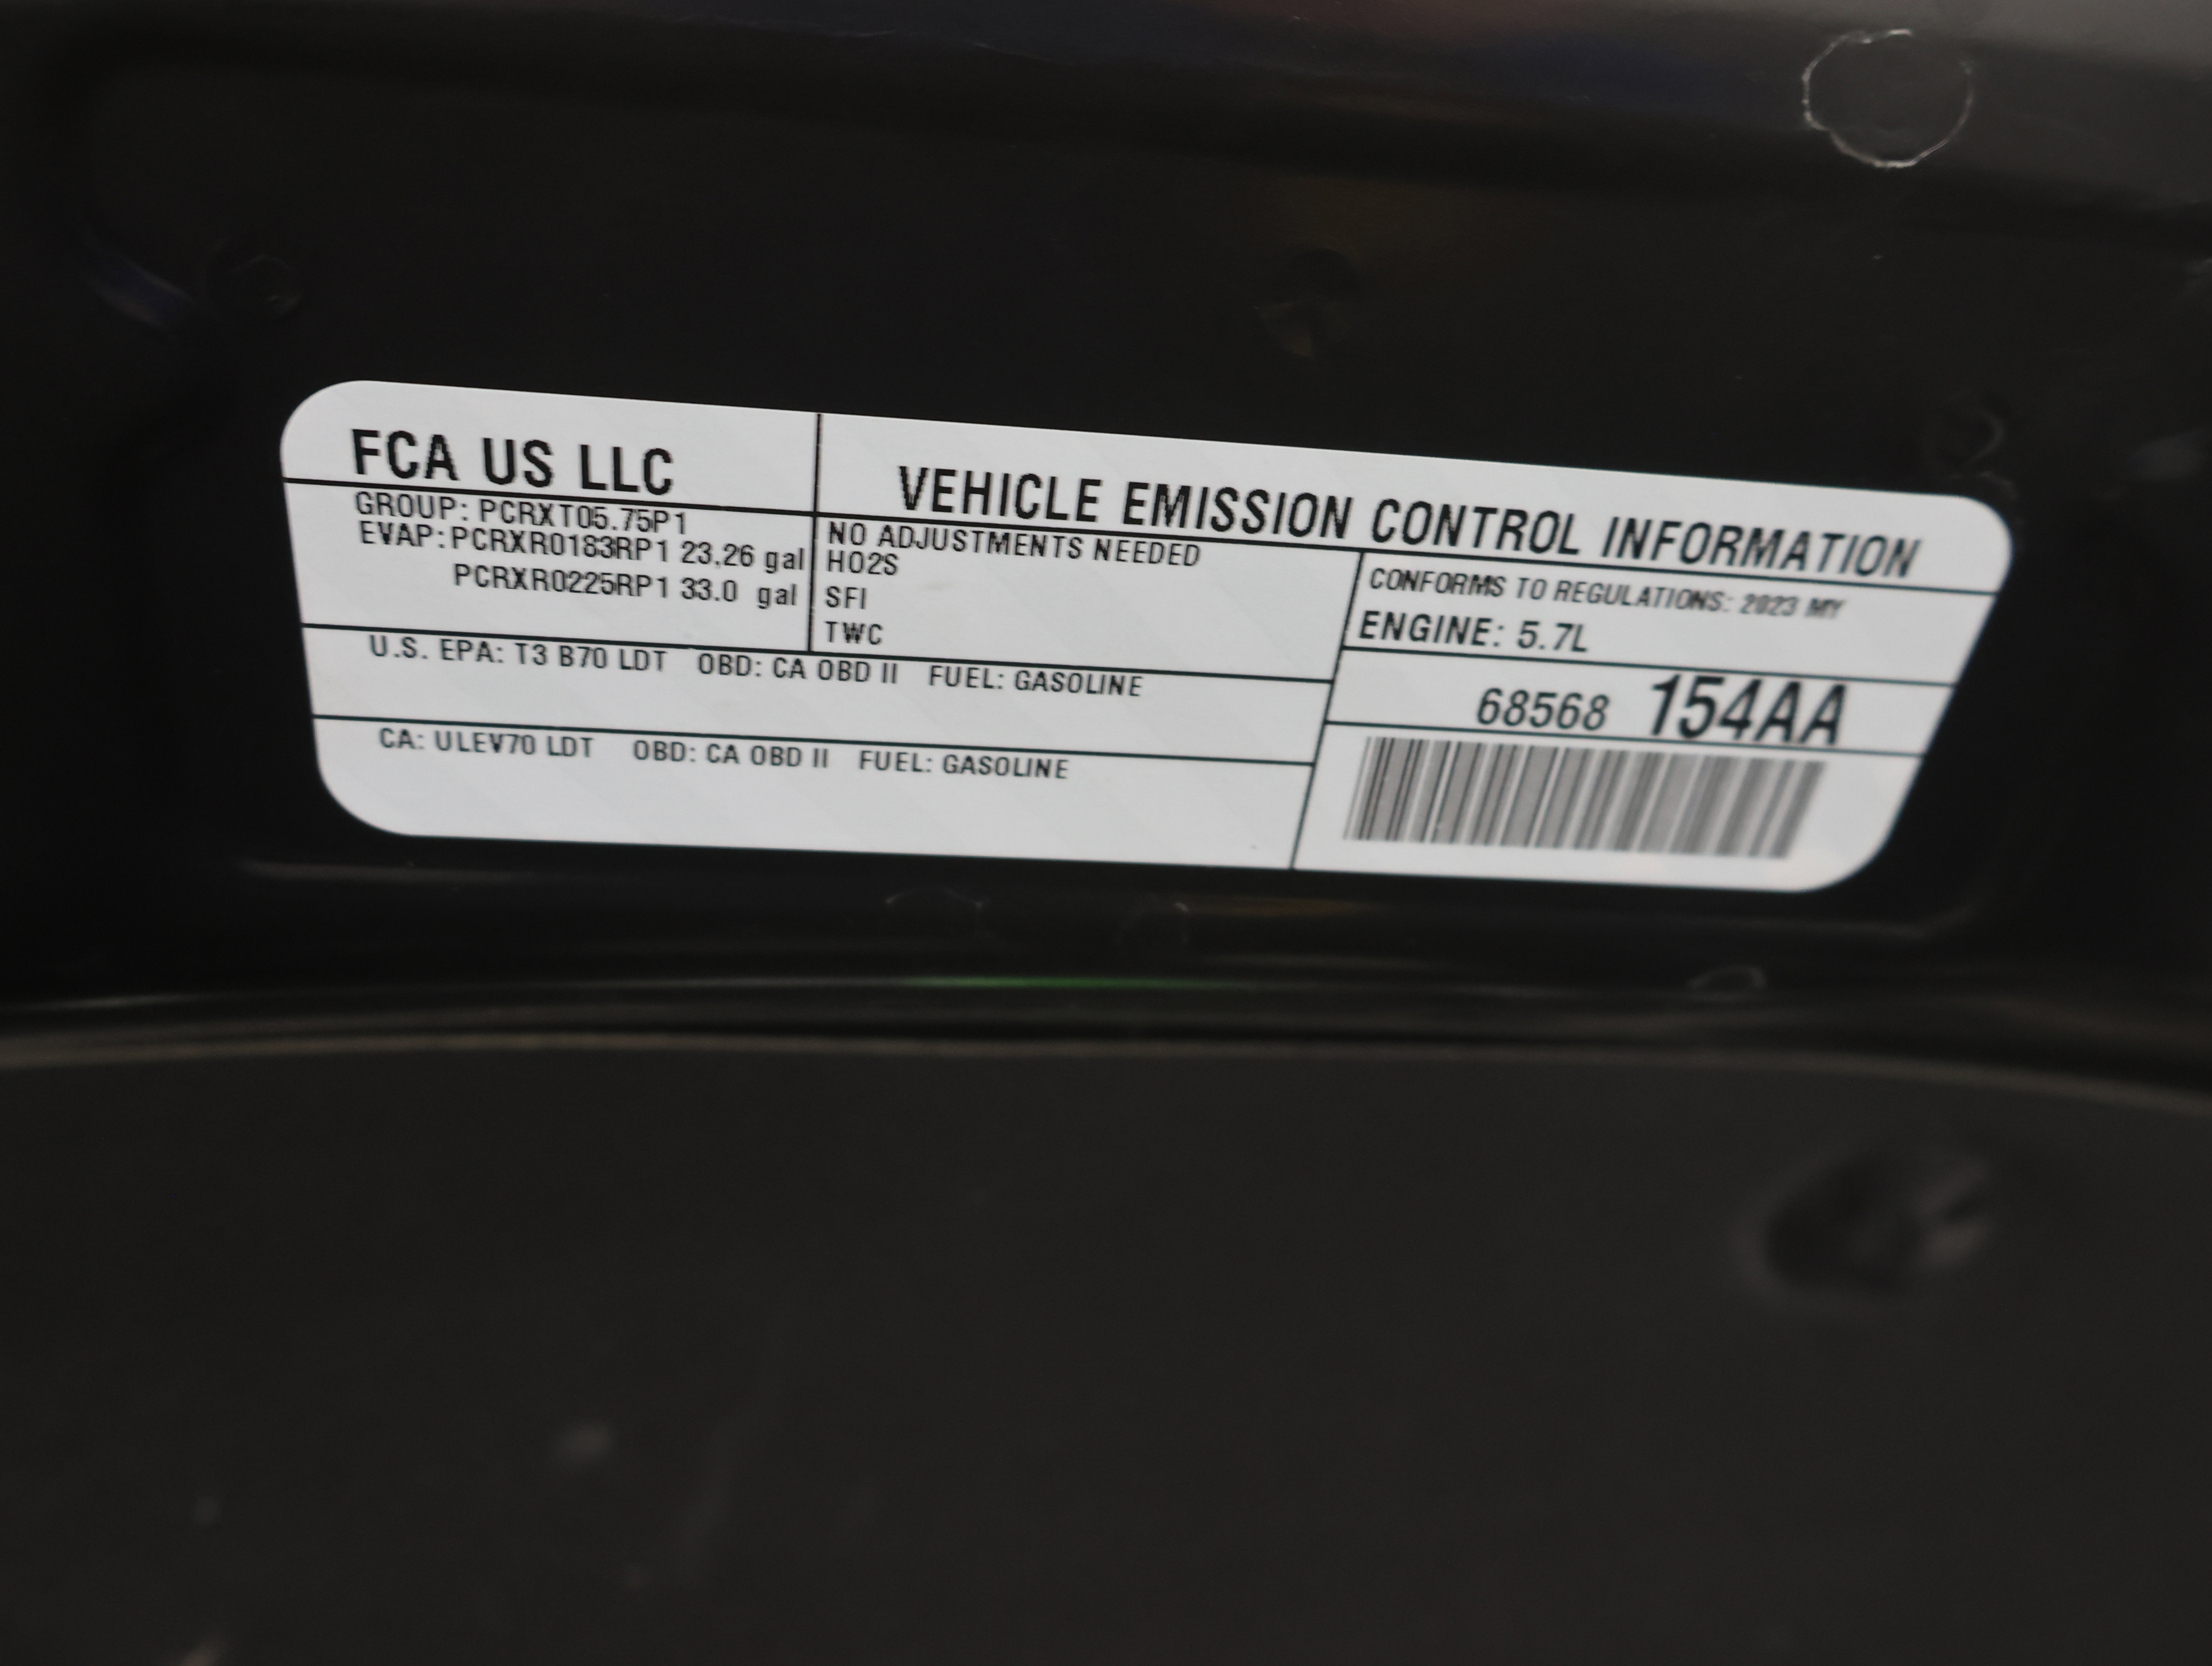 FCA US LLC
VEHICLE EMISSION CONTROL INFORMATION
GROUP: PCRXT05.75P1
EVAP: PCRXR0183RP1 23,26 gal
PCRXR0225RP1 33.0 gal
NO ADJUSTMENTS NEEDED
HO2S
SFI
TWC
CONFORMS TO REGULATIONS: 2023 MY
ENGINE: 5.7L
U.S. EPA: T3 B70 LDT OBD: CA OBD II FUEL: GASOLINE
68568 154AA
CA: ULEV70 LDT OBD: CA OBD II FUEL: GASOLINE